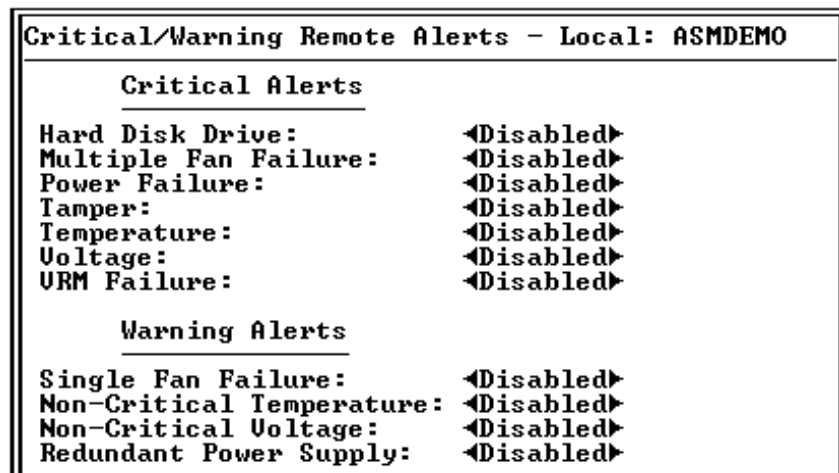 Critical/Warning Remote Alerts - Local: ASMDEMO
Critical Alerts
Hard Disk Drive: ◄Disabled►
Multiple Fan Failure: ◄Disabled►
Power Failure: ◄Disabled►
Tamper: ◄Disabled►
Temperature: ◄Disabled►
Voltage: ◄Disabled►
VRM Failure: ◄Disabled►
Warning Alerts
Single Fan Failure: ◄Disabled►
Non-Critical Temperature: ◄Disabled►
Non-Critical Voltage: ◄Disabled►
Redundant Power Supply: ◄Disabled►